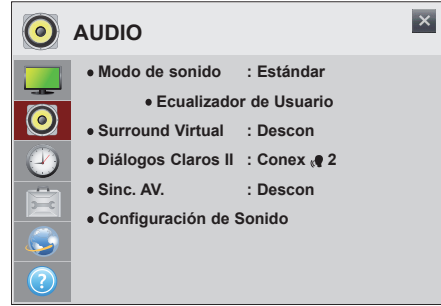 AUDIO
• Modo de sonido : Estándar
• Ecualizador de Usuario
• Surround Virtual : Descon
• Diálogos Claros II : Conex 2
• Sinc. AV. : Descon
• Configuración de Sonido
?